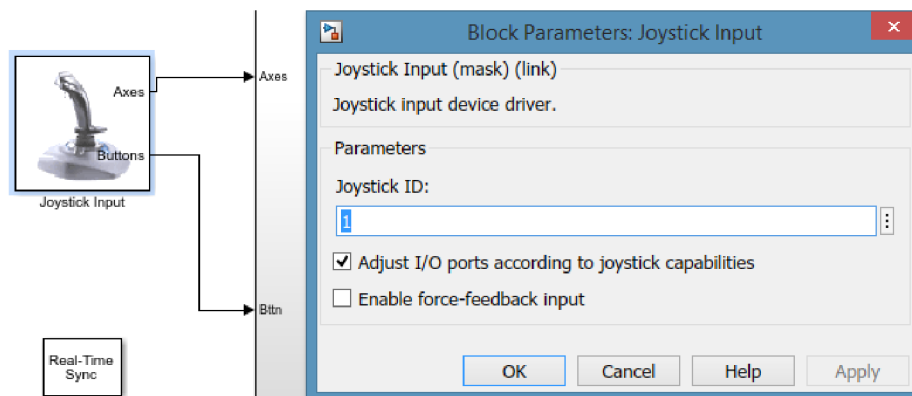 Axes
Buttons
Joystick Input
Real-Time
Sync
Axes
Bttn
Block Parameters: Joystick Input
Joystick Input (mask) (link)
Joystick input device driver.
Parameters
Joystick ID:
1
Adjust I/O ports according to joystick capabilities
Enable force-feedback input
OK Cancel Help Apply